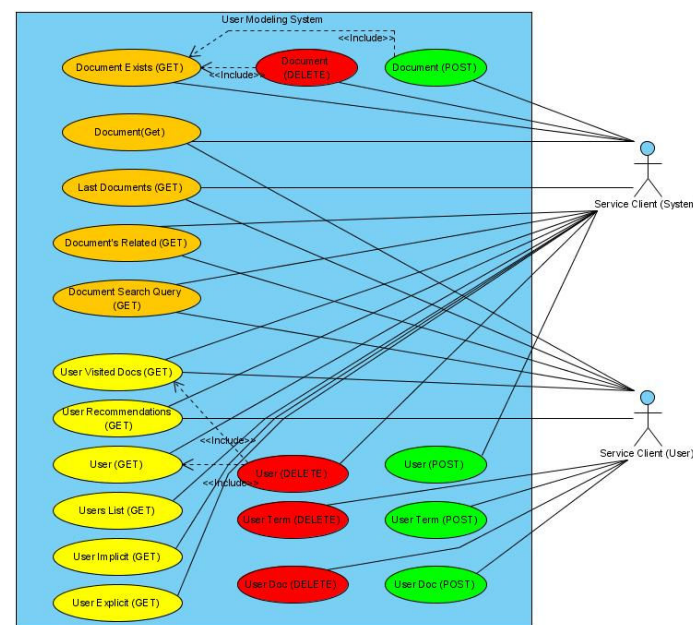 User Modeling System
<<Include>>
Document Exists (GET)
<<Include>>
Document
(DELETE)
Document (POST)
Document(Get)
Last Documents (GET)
Service Client (System
Document's Related (GET)
Document Search Query
(GET)
User Visited Docs (GET)
User Recommendations
(GET)
<<Include>>
Service Client (User)
User (GET)
User (DELETE)
User (POST)
<<Include>>
Users List (GET)
User Term (DELETE)
User Term (POST)
User Implicit (GET)
User Doc (DELETE)
User Doc (POST)
User Explicit (GET)